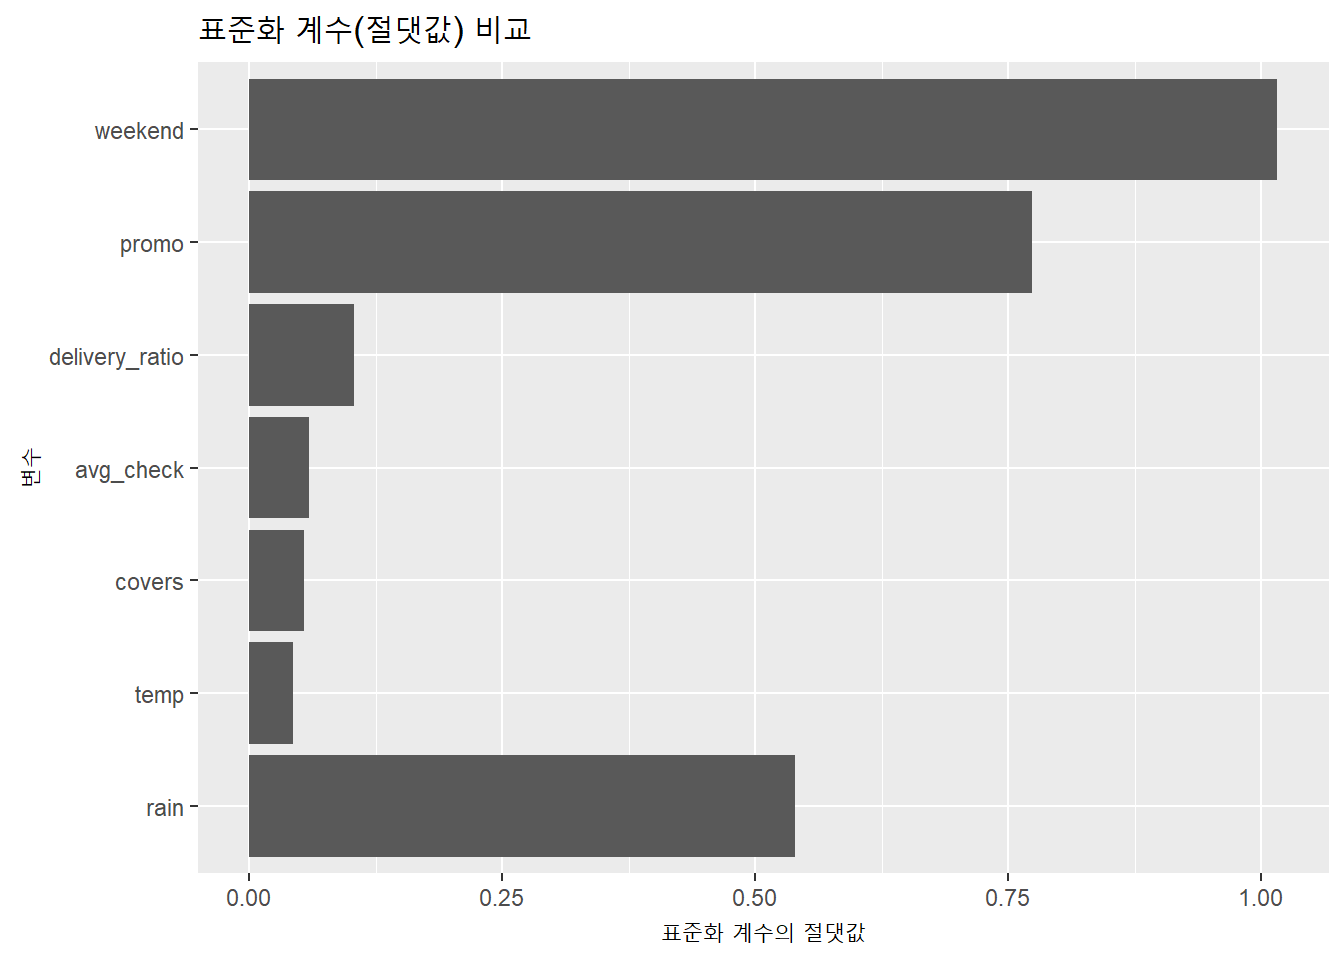 표준화 계수(절댓값) 비교
weekend
promo
delivery_ratio
avg_check
covers
temp
rain
변수
0.00 0.25 0.50 0.75 1.00
표준화 계수의 절댓값